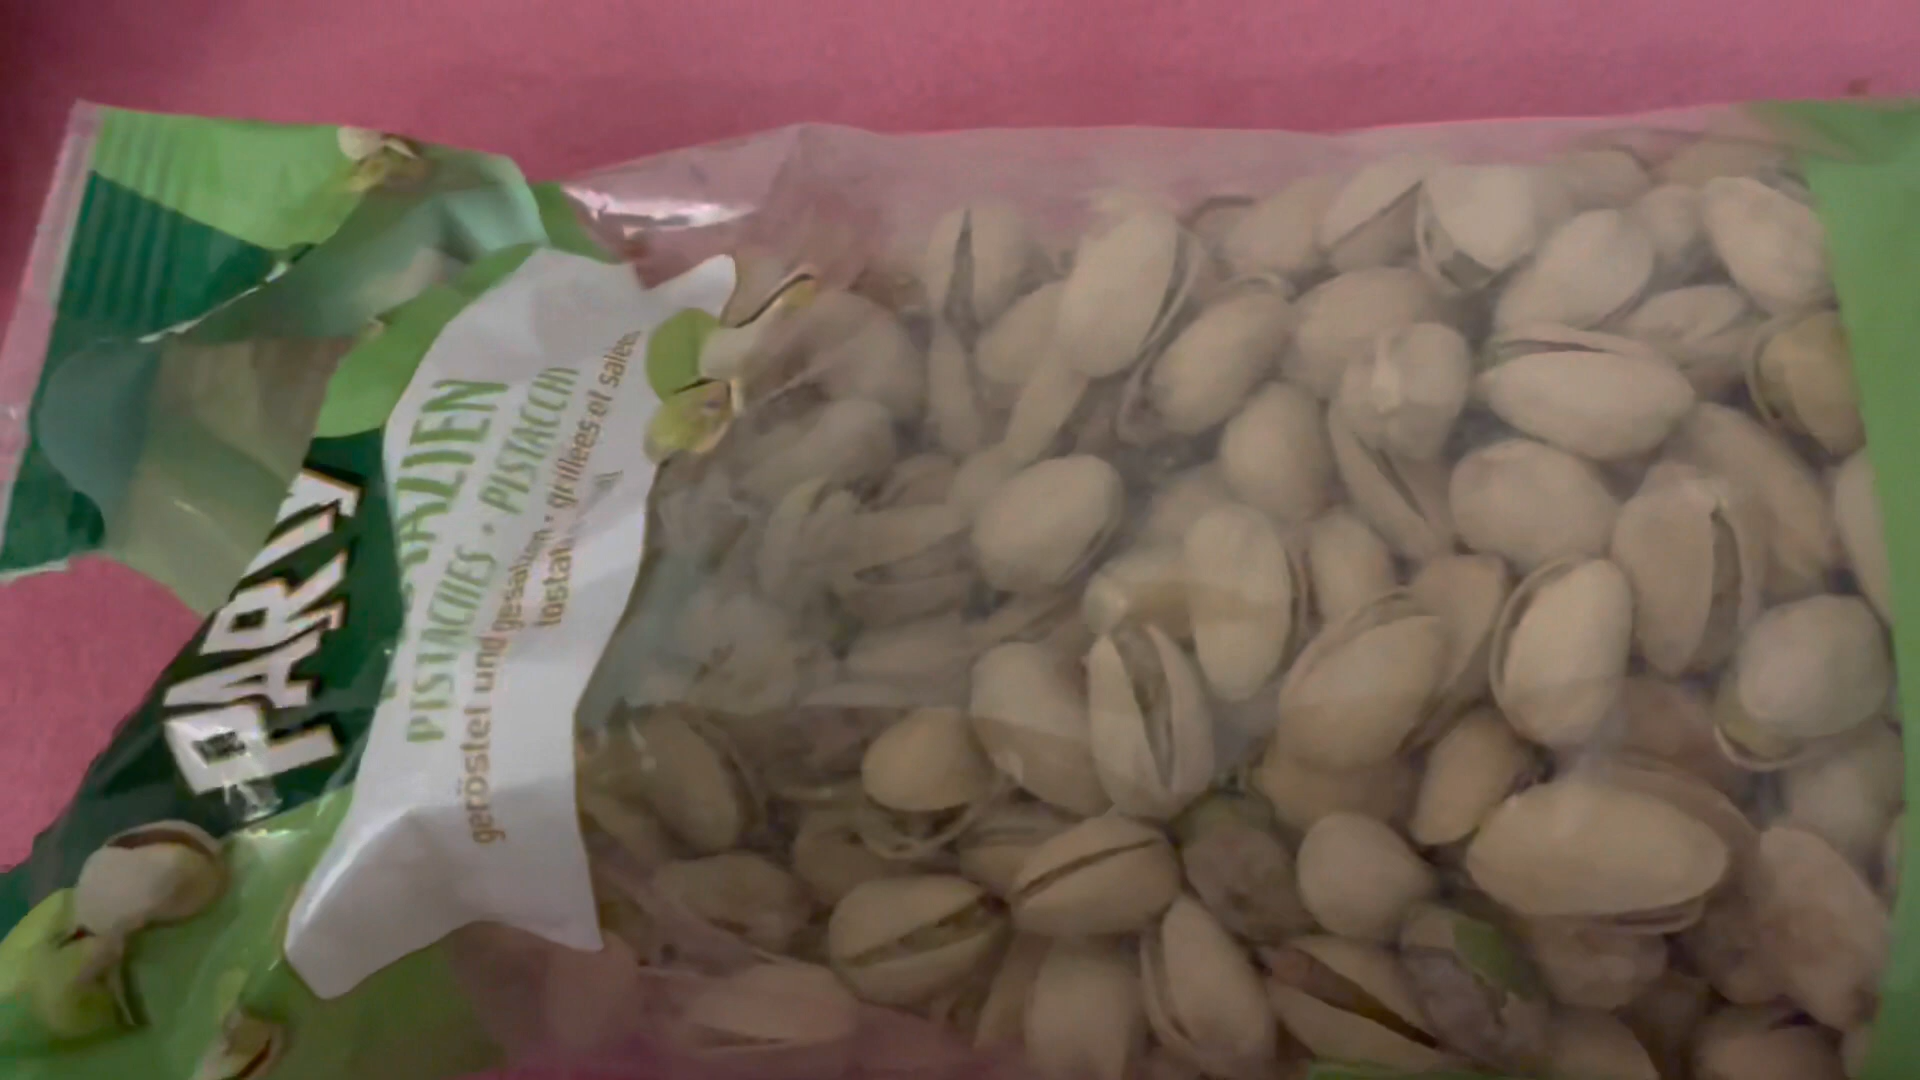 PARTY
PISTAZIEN
PISTACHES · PISTACCHI
geröstet und gesalzen · grillées et salées
tostati